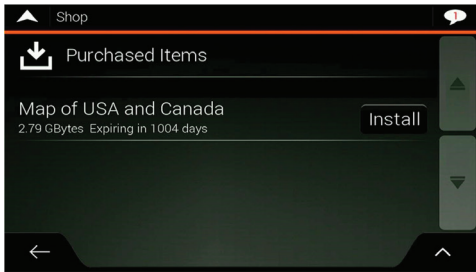 Shop
1
Purchased Items
Map of USA and Canada
2.79 GBytes Expiring in 1004 days
Install